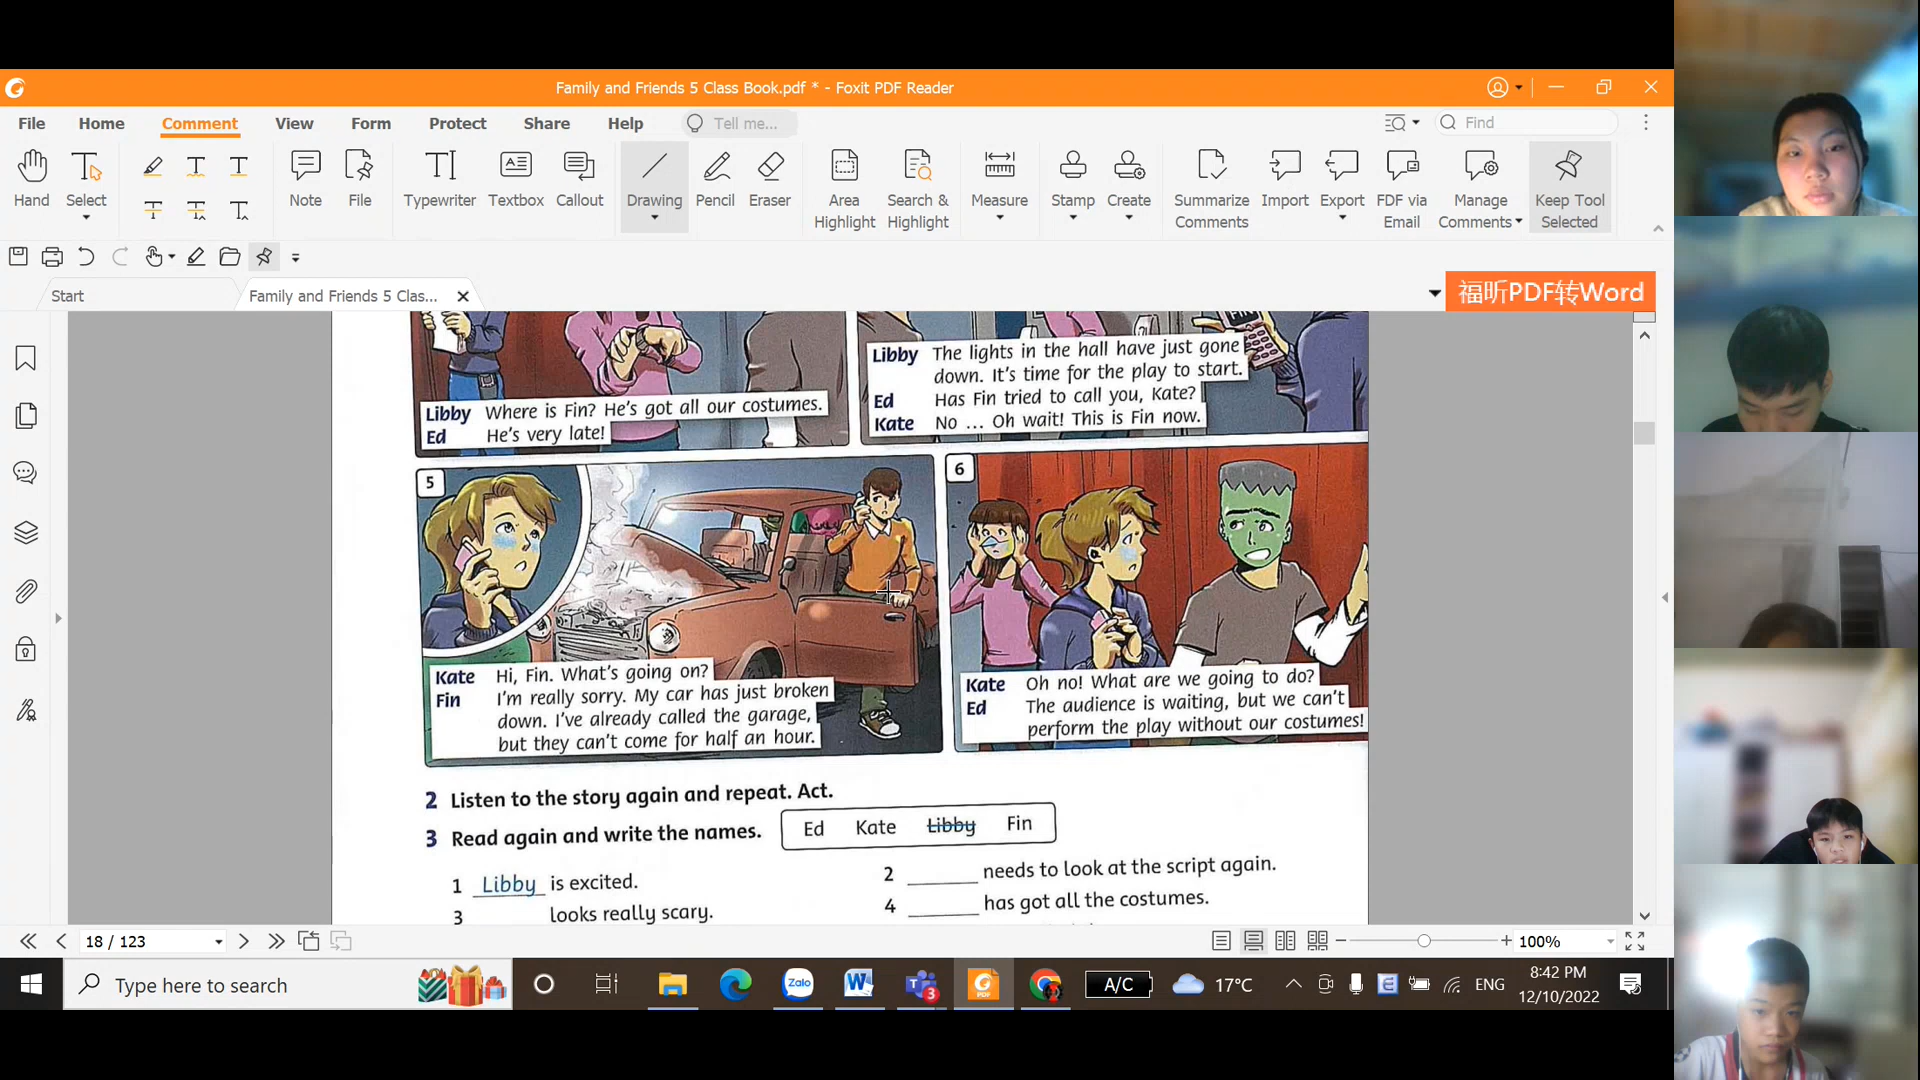 Family and Friends 5 Class Book.pdf * - Foxit PDF Reader
File Home Comment View Form Protect Share Help Tell me... Find
Hand Select Note File Typewriter Textbox Callout Drawing Pencil Eraser Area Highlight Search & Highlight Measure Stamp Create Summarize Comments Import Export FDF via Email Manage Comments Keep Tool Selected
Start Family and Friends 5 Clas... 福昕PDF转Word
Libby Where is Fin? He's got all our costumes.
Ed He's very late!
FIN
Libby The lights in the hall have just gone
down. It's time for the play to start.
Ed Has Fin tried to call you, Kate?
Kate No ... Oh wait! This is Fin now.
5
Kate Hi, Fin. What's going on?
Fin I'm really sorry. My car has just broken
down. I've already called the garage,
but they can't come for half an hour.
6
Kate Oh no! What are we going to do?
Ed The audience is waiting, but we can't
perform the play without our costumes!
2 Listen to the story again and repeat. Act.
3 Read again and write the names. Ed Kate Libby Fin
1 Libby is excited. 2 ______ needs to look at the script again.
3 looks really scary. 4 ______ has got all the costumes.
18 / 123 100%
Type here to search Zalo 3 PDF A/C 17°C ENG 8:42 PM
12/10/2022